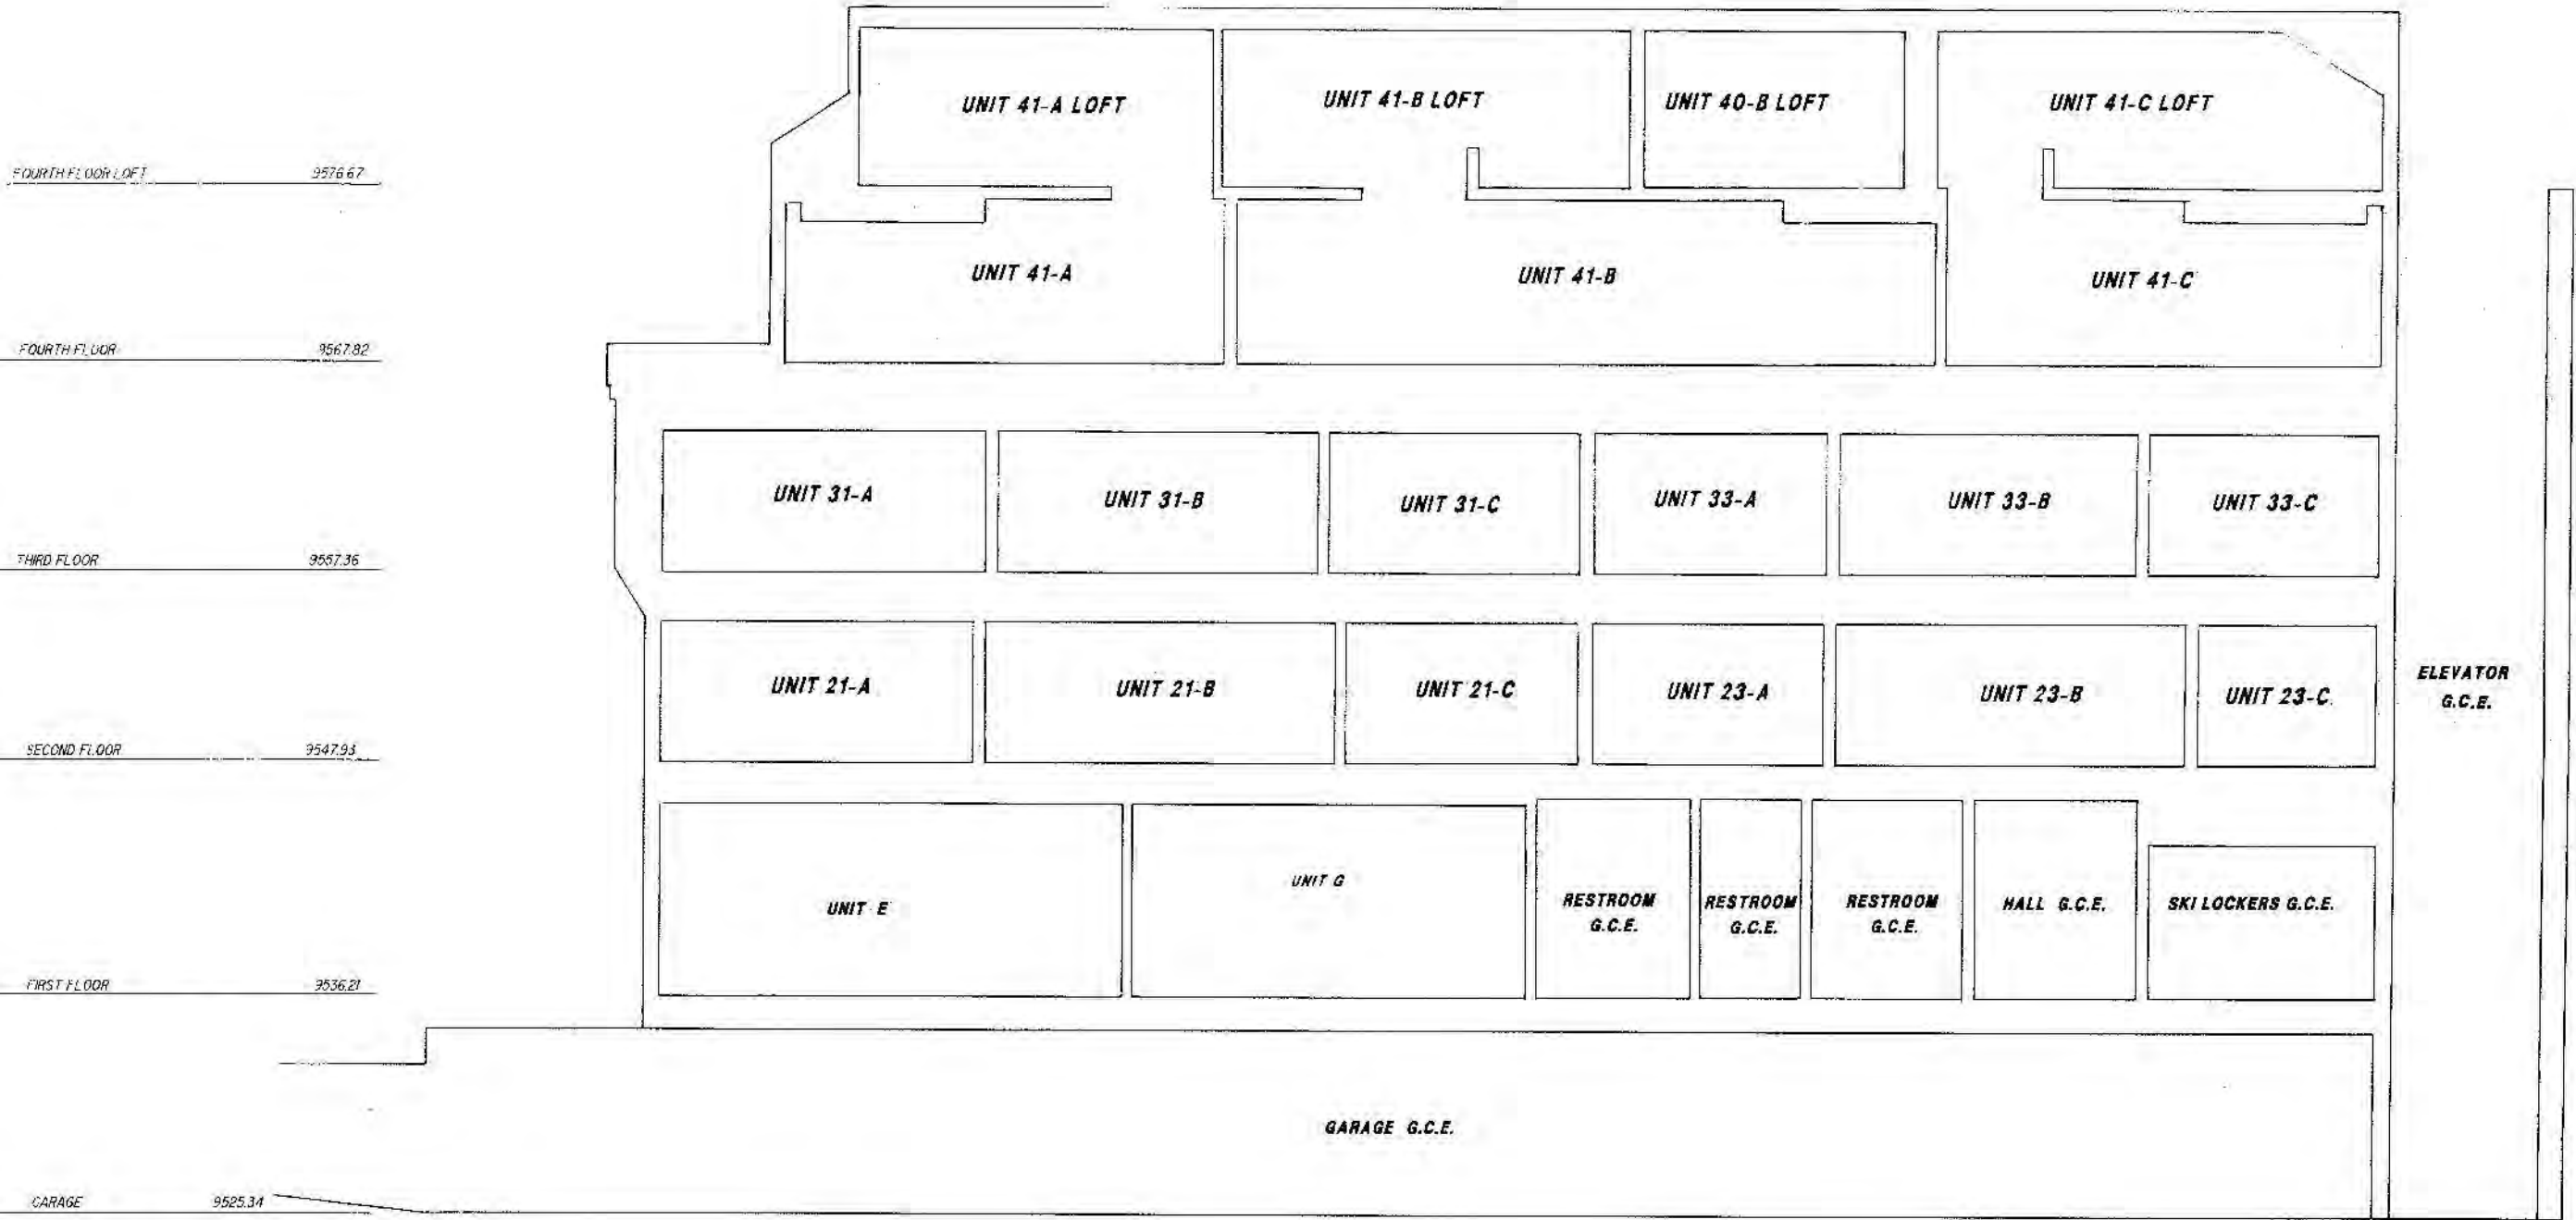 UNIT 41-A LOFT
UNIT 41-B LOFT
UNIT 40-B LOFT
UNIT 41-C LOFT
FOURTH FLOOR LOFT 9576.67
UNIT 41-A
UNIT 41-B
UNIT 41-C
FOURTH FLOOR 9567.82
UNIT 31-A
UNIT 31-B
UNIT 31-C
UNIT 33-A
UNIT 33-B
UNIT 33-C
THIRD FLOOR 9557.36
UNIT 21-A
UNIT 21-B
UNIT 21-C
UNIT 23-A
UNIT 23-B
UNIT 23-C
ELEVATOR
G.C.E.
SECOND FLOOR 9547.93
UNIT E
UNIT G
RESTROOM
G.C.E.
RESTROOM
G.C.E.
RESTROOM
G.C.E.
HALL G.C.E.
SKI LOCKERS G.C.E.
FIRST FLOOR 9536.21
GARAGE G.C.E.
GARAGE 9525.34